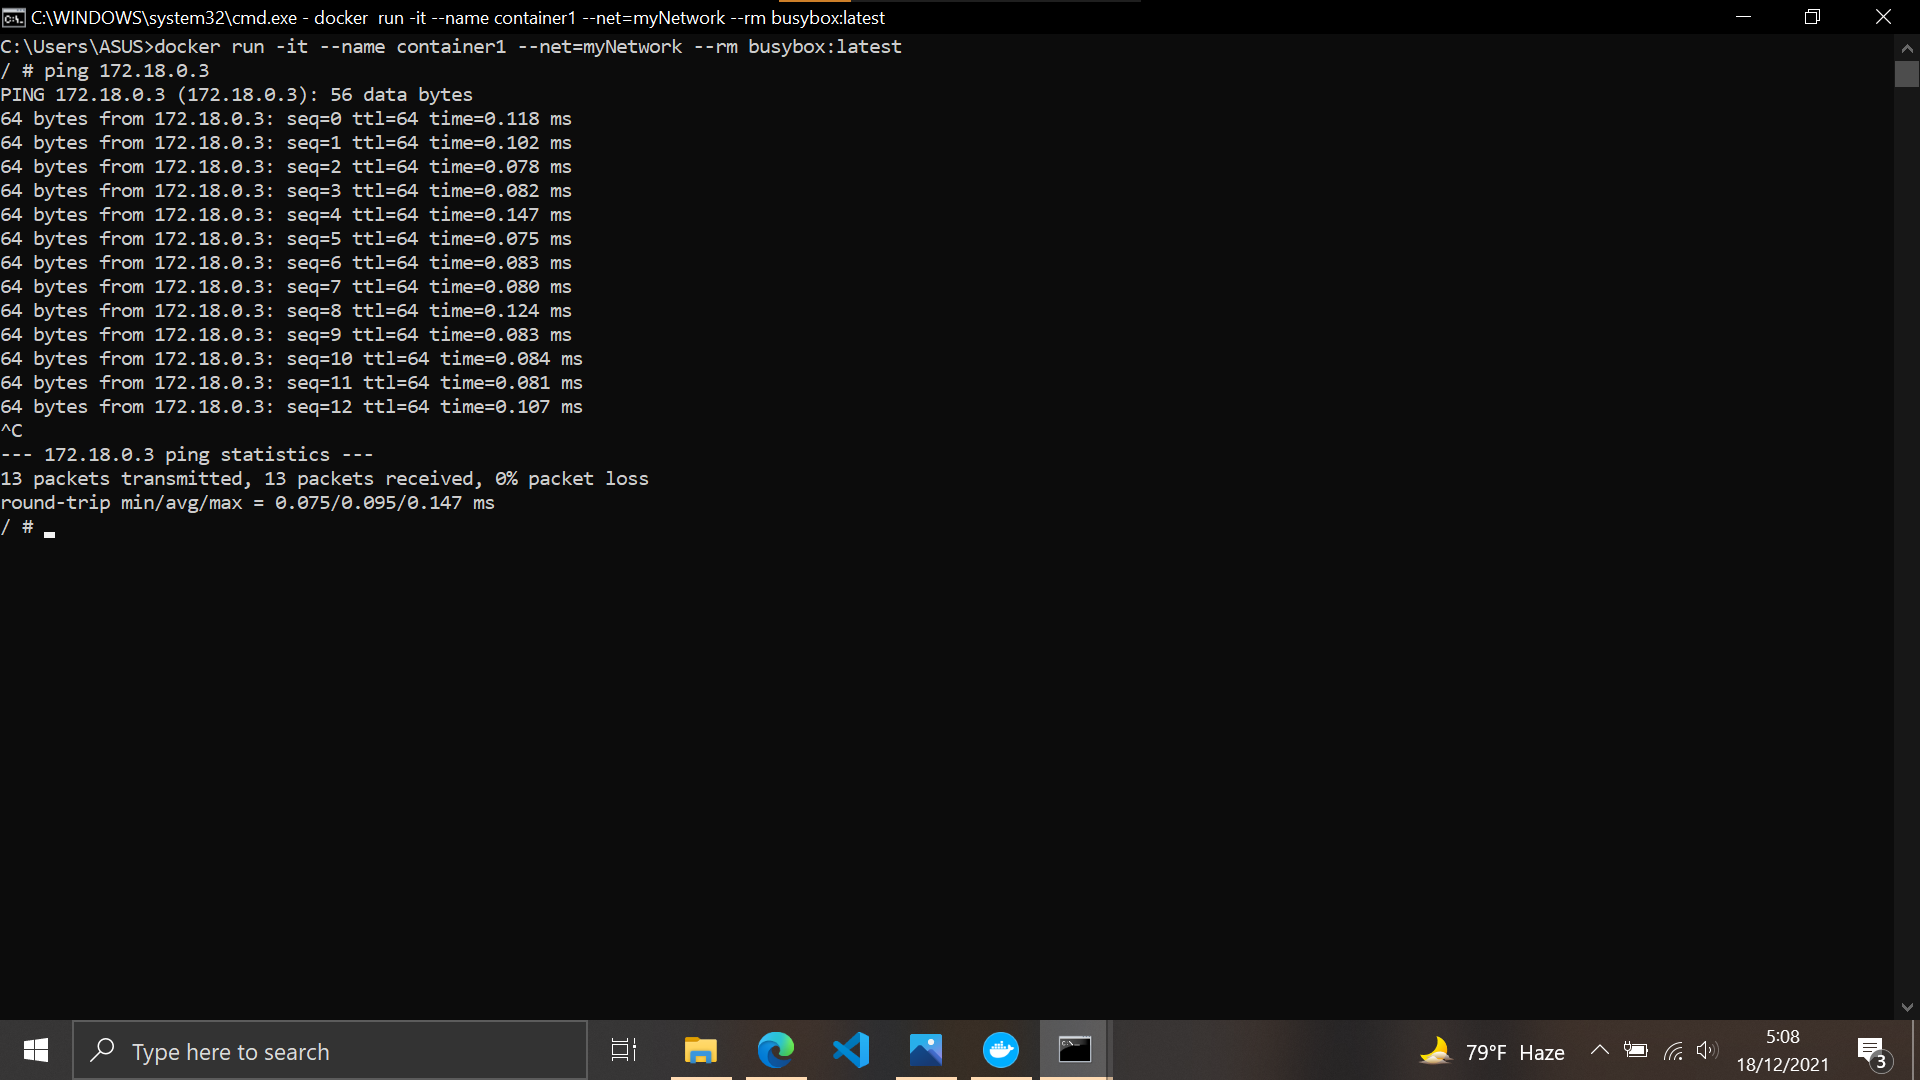 C:\WINDOWS\system32\cmd.exe - docker  run -it --name container1 --net=myNetwork --rm busybox:latest
C:\Users\ASUS>docker run -it --name container1 --net=myNetwork --rm busybox:latest
/ # ping 172.18.0.3
PING 172.18.0.3 (172.18.0.3): 56 data bytes
64 bytes from 172.18.0.3: seq=0 ttl=64 time=0.118 ms
64 bytes from 172.18.0.3: seq=1 ttl=64 time=0.102 ms
64 bytes from 172.18.0.3: seq=2 ttl=64 time=0.078 ms
64 bytes from 172.18.0.3: seq=3 ttl=64 time=0.082 ms
64 bytes from 172.18.0.3: seq=4 ttl=64 time=0.147 ms
64 bytes from 172.18.0.3: seq=5 ttl=64 time=0.075 ms
64 bytes from 172.18.0.3: seq=6 ttl=64 time=0.083 ms
64 bytes from 172.18.0.3: seq=7 ttl=64 time=0.080 ms
64 bytes from 172.18.0.3: seq=8 ttl=64 time=0.124 ms
64 bytes from 172.18.0.3: seq=9 ttl=64 time=0.083 ms
64 bytes from 172.18.0.3: seq=10 ttl=64 time=0.084 ms
64 bytes from 172.18.0.3: seq=11 ttl=64 time=0.081 ms
64 bytes from 172.18.0.3: seq=12 ttl=64 time=0.107 ms
^C
--- 172.18.0.3 ping statistics ---
13 packets transmitted, 13 packets received, 0% packet loss
round-trip min/avg/max = 0.075/0.095/0.147 ms
/ #
Type here to search
79°F Haze
5:08
18/12/2021
3